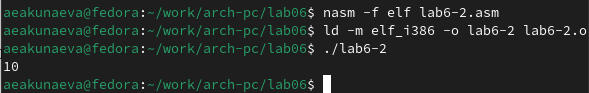 aeakunaeva@fedora:~/work/arch-pc/lab06$ nasm -f elf lab6-2.asm
aeakunaeva@fedora:~/work/arch-pc/lab06$ ld -m elf_i386 -o lab6-2 lab6-2.o
aeakunaeva@fedora:~/work/arch-pc/lab06$ ./lab6-2
10
aeakunaeva@fedora:~/work/arch-pc/lab06$